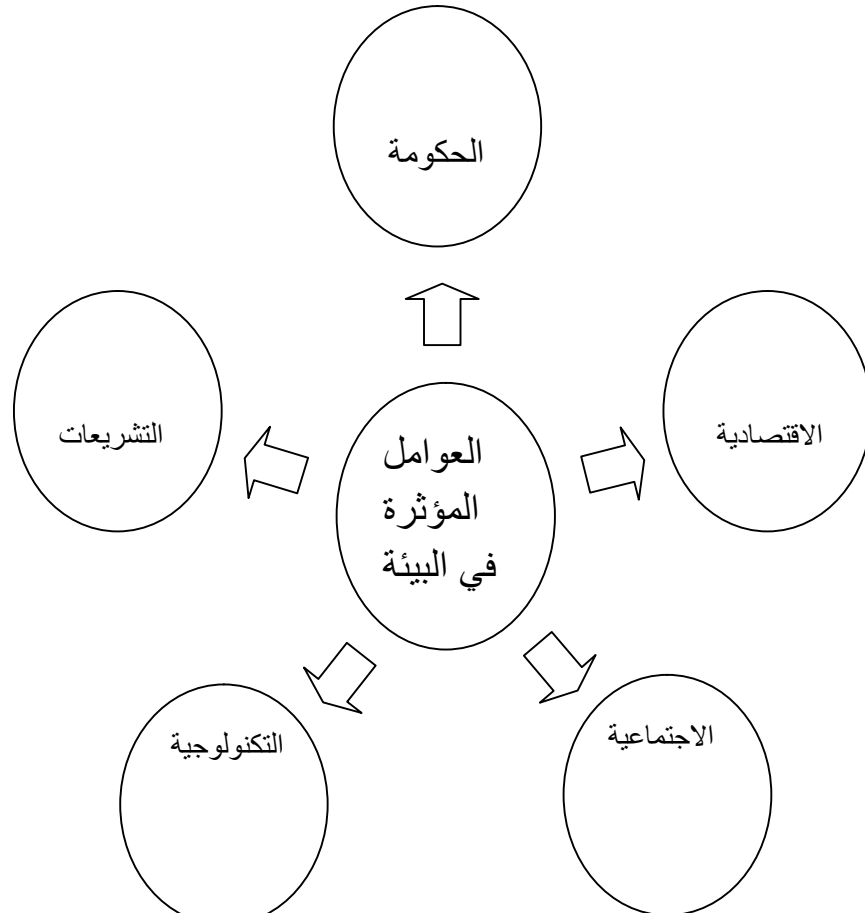 الحكومة
الاقتصادية
التشريعات
العوامل
المؤثرة
في البيئة
الاجتماعية
التكنولوجية